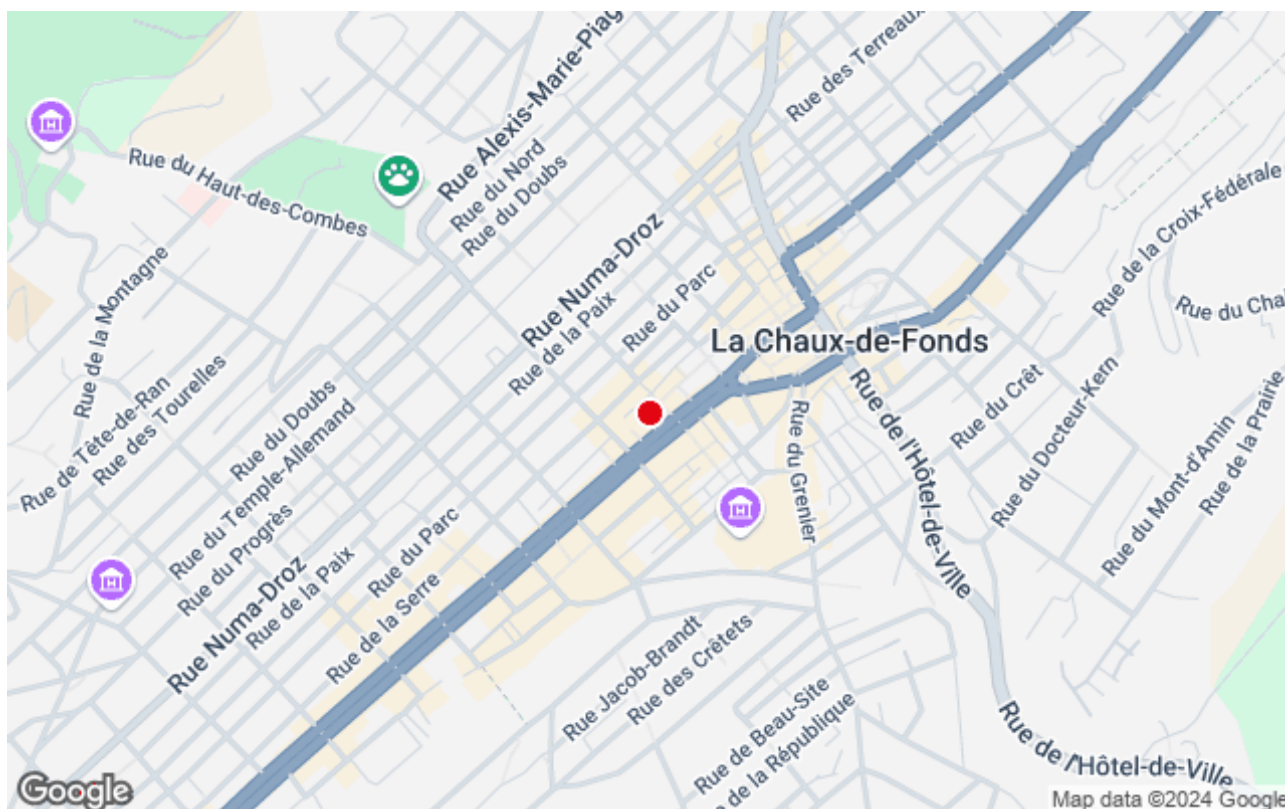 Rue des Terreaux
Rue Alexis-Marie-Piag
Rue du Nord
Rue du Doubs
Rue du Haut-des-Combes
Rue de la Croix-Fédérale
Rue Numa-Droz
Rue du Parc
Rue de la Paix
Rue de la Montagne
Rue du Cha
La Chaux-de-Fonds
Rue de Tête-de-Ran
Rue des Tourelles
Rue du Doubs
Rue du Temple-Allemand
Rue du Progrès
Rue Numa-Droz
Rue de la Paix
Rue du Parc
Rue de la Serre
Rue du Grenier
Rue de l'Hôtel-de-Ville
Rue du Crêt
Rue du Docteur-Kern
Rue du Mont-d'Amin
Rue de la Prairie
Rue Jacob-Brandt
Rue des Crêtets
Rue de Beau-Site
e de la République
Rue de l'Hôtel-de-Ville
Google
Map data ©2024 Google